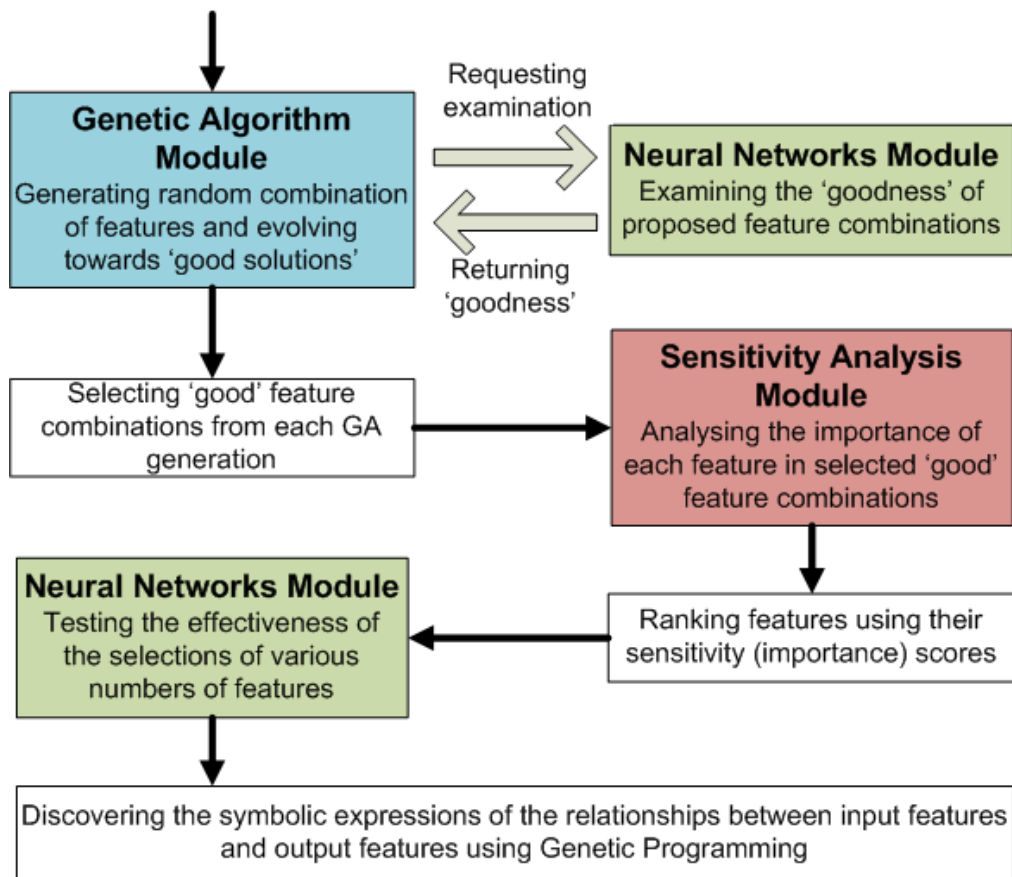 Genetic Algorithm
Module
Generating random combination
of features and evolving
towards ‘good solutions’
Requesting
examination
Returning
‘goodness’
Neural Networks Module
Examining the ‘goodness’ of
proposed feature combinations
Selecting ‘good’ feature
combinations from each GA
generation
Sensitivity Analysis
Module
Analysing the importance of
each feature in selected ‘good’
feature combinations
Ranking features using their
sensitivity (importance) scores
Neural Networks Module
Testing the effectiveness of
the selections of various
numbers of features
Discovering the symbolic expressions of the relationships between input features
and output features using Genetic Programming